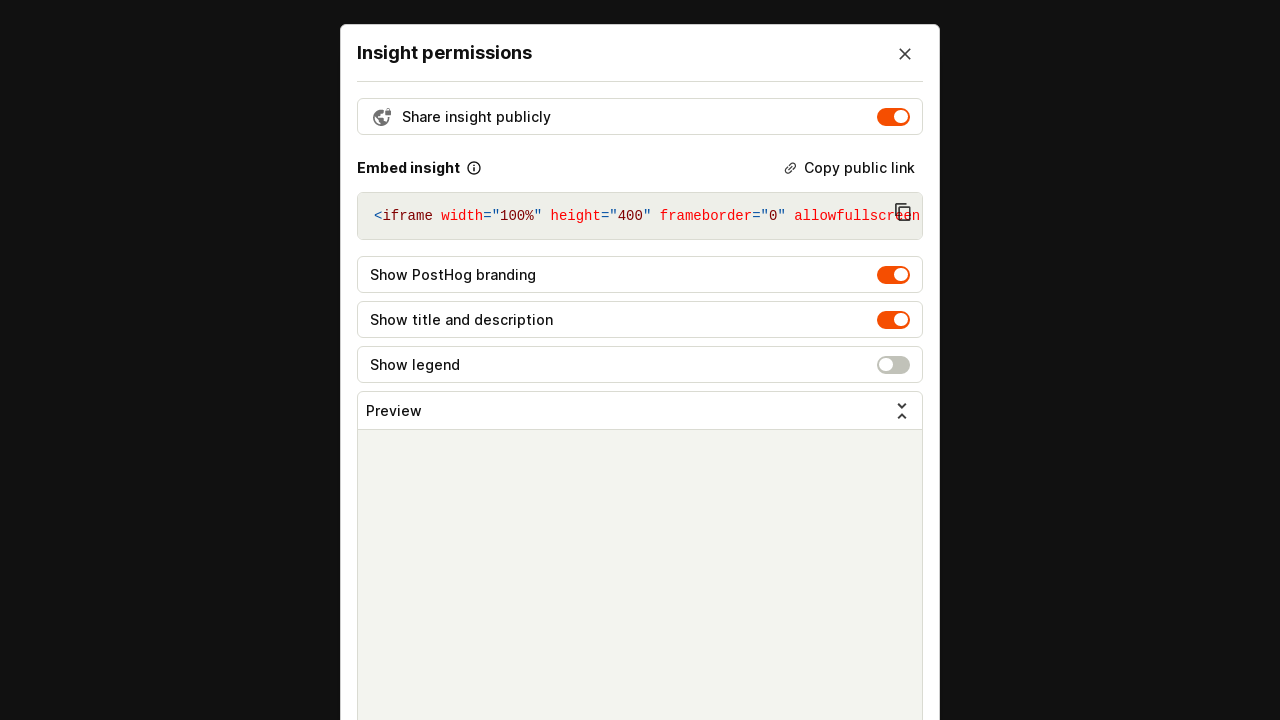 Insight permissions
Share insight publicly
Embed insight
Copy public link
<iframe width="100%" height="400" frameborder="0" allowfullscreen
Show PostHog branding
Show title and description
Show legend
Preview